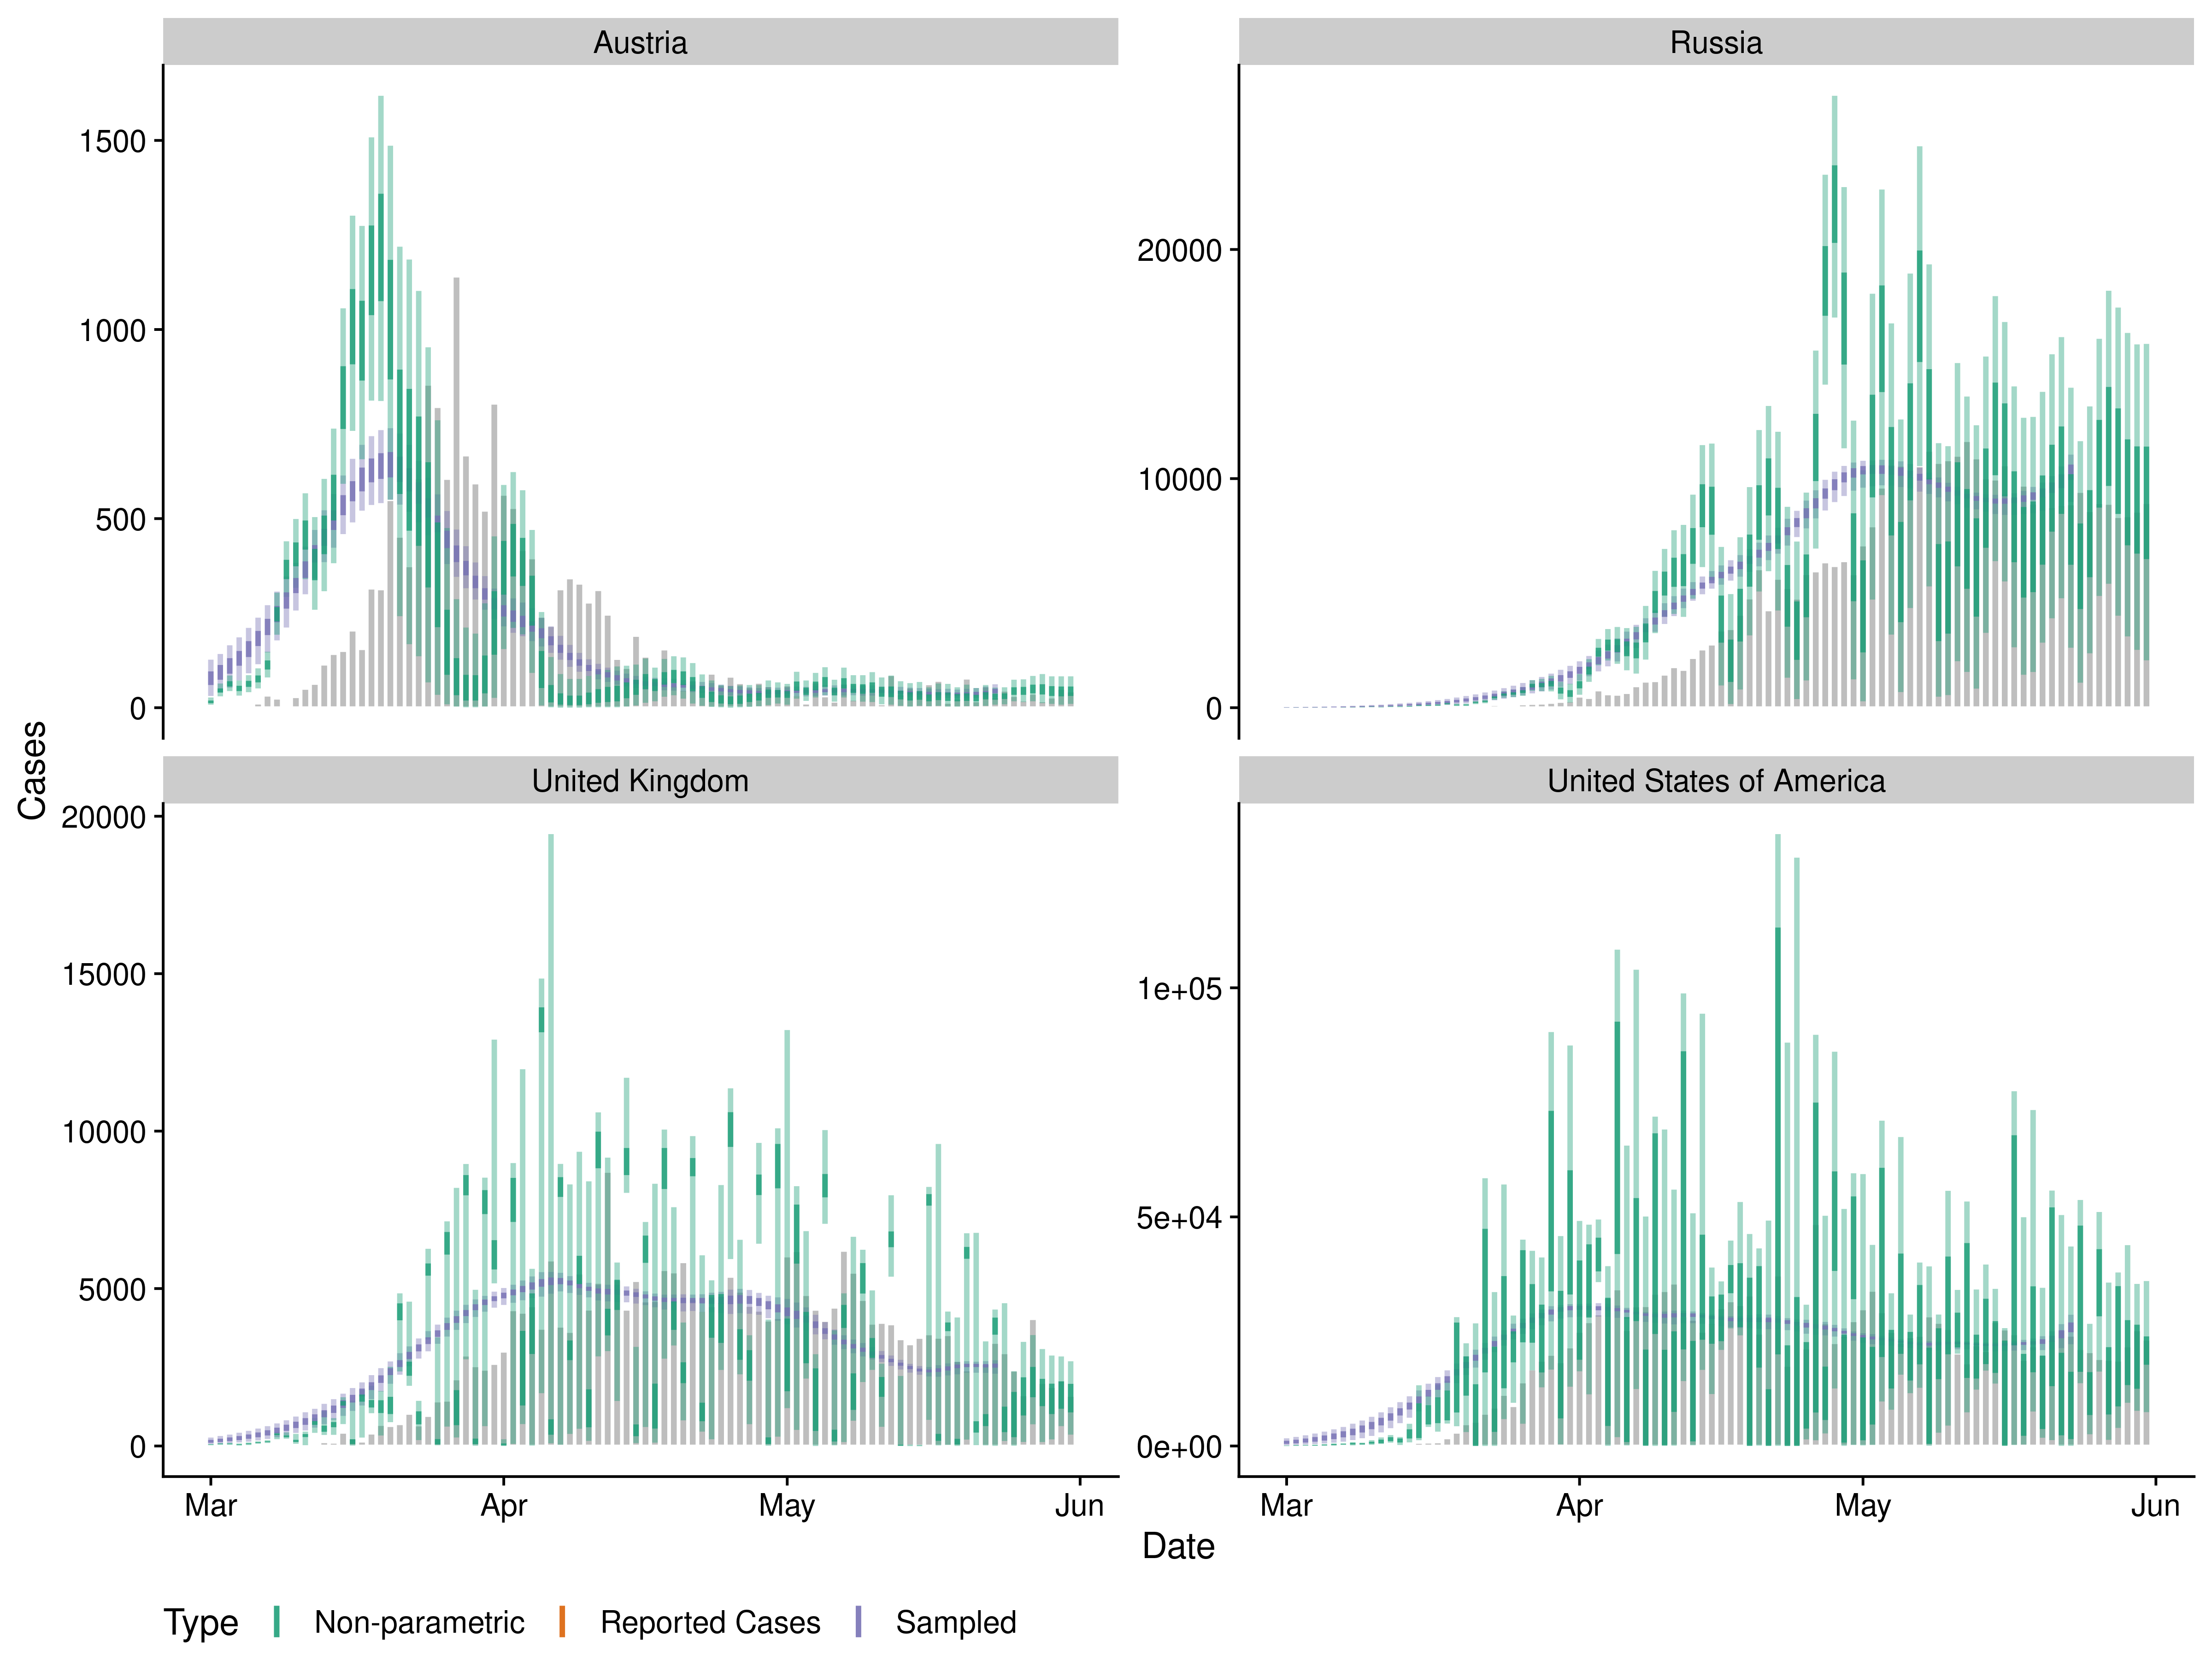 Austria
Russia
1500
1000
500
0
20000
10000
0
Cases
United Kingdom
United States of America
20000
15000
10000
5000
0
1e+05
5e+04
0e+00
Mar Apr May Jun
Mar Apr May Jun
Date
Type Non-parametric Reported Cases Sampled